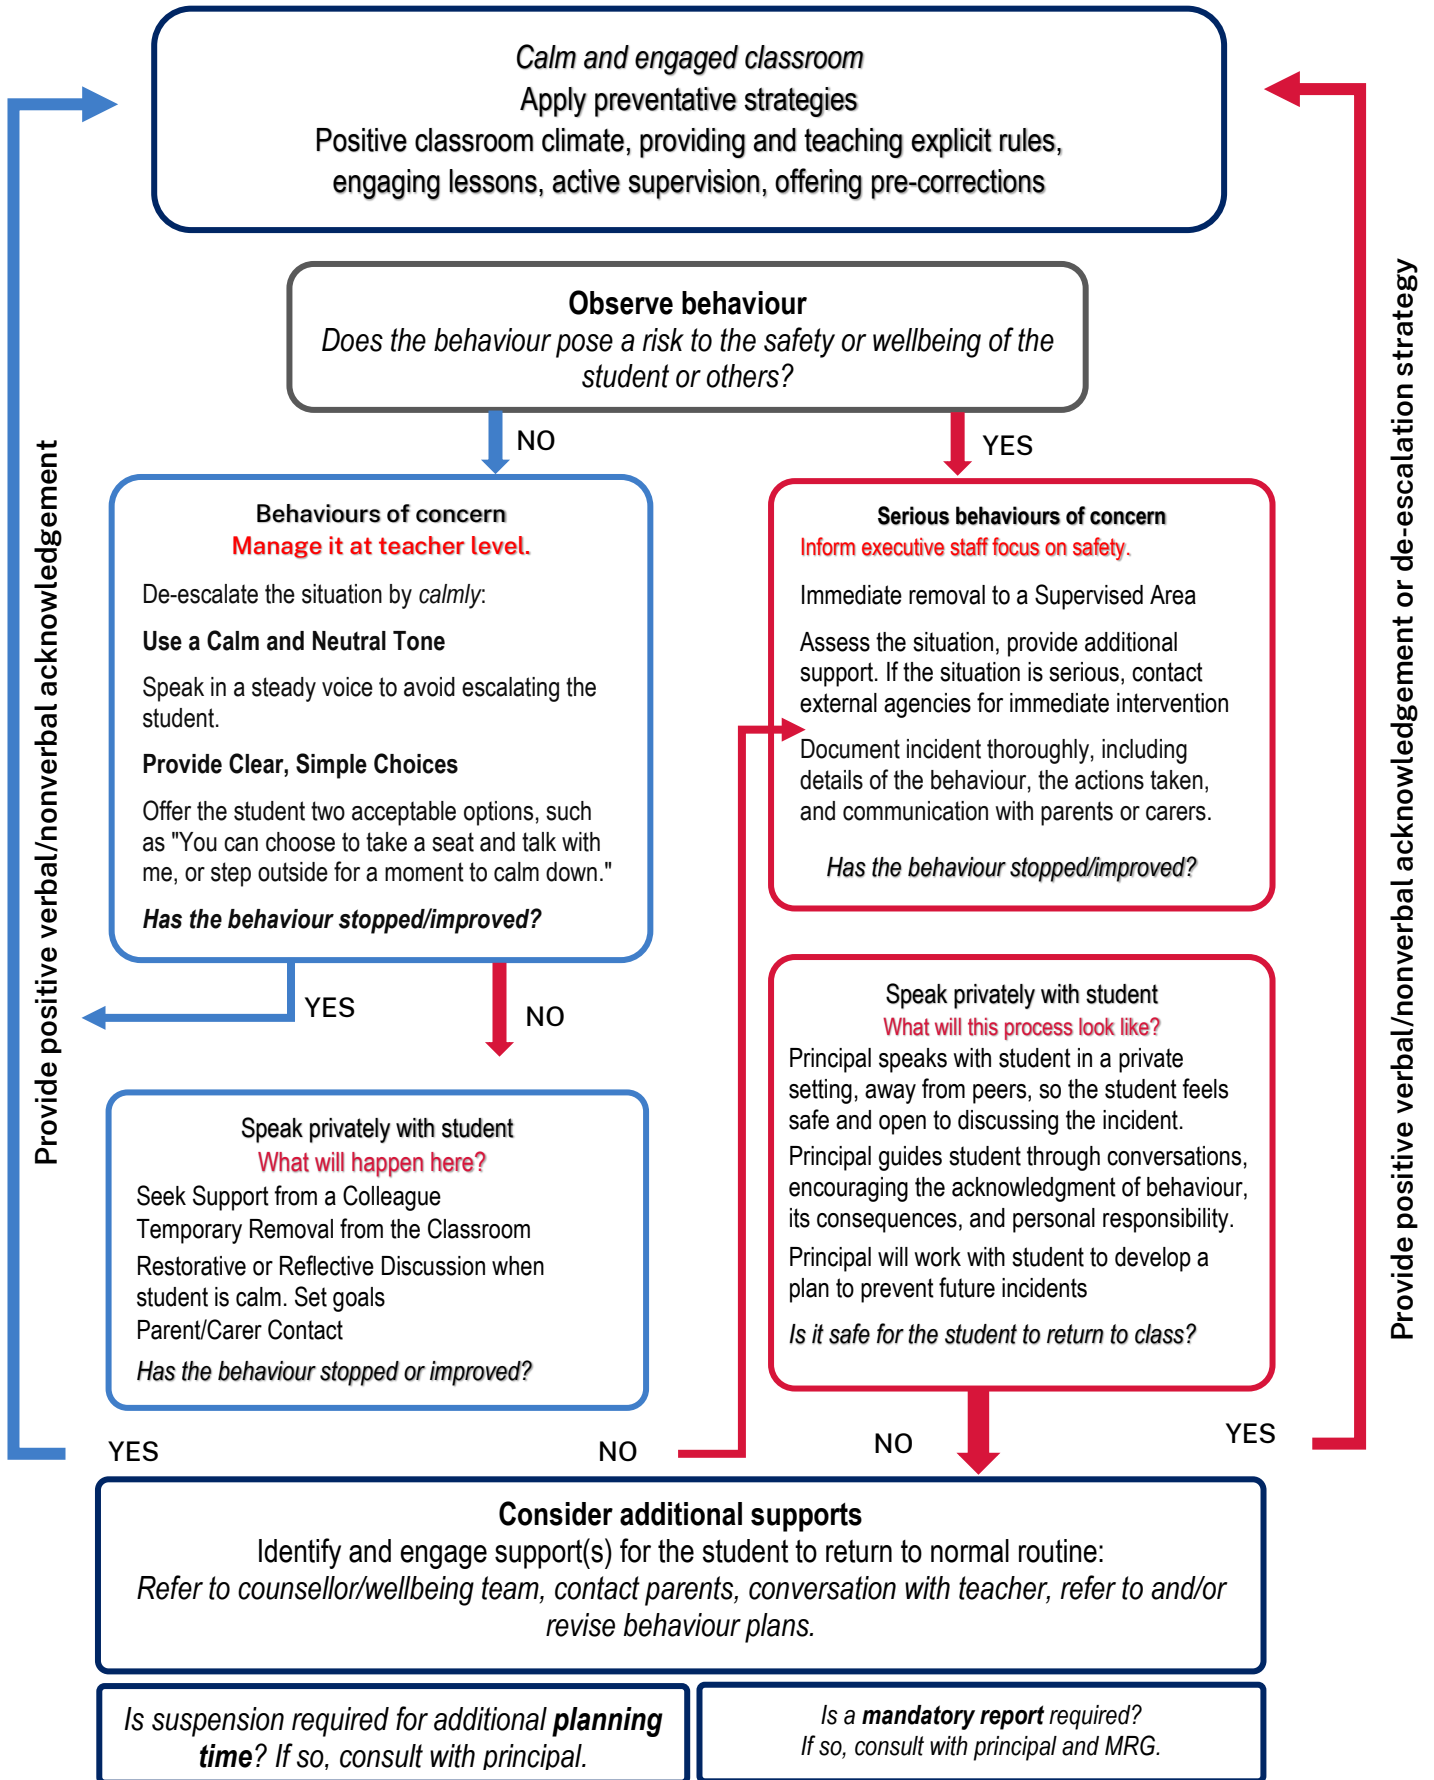 Calm and engaged classroom
Apply preventative strategies
Positive classroom climate, providing and teaching explicit rules,
engaging lessons, active supervision, offering pre-corrections
Observe behaviour
Does the behaviour pose a risk to the safety or wellbeing of the
student or others?
NO
YES
Provide positive verbal/nonverbal acknowledgement
Behaviours of concern
Manage it at teacher level.
De-escalate the situation by calmly:
Use a Calm and Neutral Tone
Speak in a steady voice to avoid escalating the
student.
Provide Clear, Simple Choices
Offer the student two acceptable options, such
as "You can choose to take a seat and talk with
me, or step outside for a moment to calm down."
Has the behaviour stopped/improved?
YES
NO
Speak privately with student
What will happen here?
Seek Support from a Colleague
Temporary Removal from the Classroom
Restorative or Reflective Discussion when
student is calm. Set goals
Parent/Carer Contact
Has the behaviour stopped or improved?
YES
NO
Serious behaviours of concern
Inform executive staff focus on safety.
Immediate removal to a Supervised Area
Assess the situation, provide additional
support. If the situation is serious, contact
external agencies for immediate intervention
Document incident thoroughly, including
details of the behaviour, the actions taken,
and communication with parents or carers.
Has the behaviour stopped/improved?
Speak privately with student
What will this process look like?
Principal speaks with student in a private
setting, away from peers, so the student feels
safe and open to discussing the incident.
Principal guides student through conversations,
encouraging the acknowledgment of behaviour,
its consequences, and personal responsibility.
Principal will work with student to develop a
plan to prevent future incidents
Is it safe for the student to return to class?
NO
YES
Provide positive verbal/nonverbal acknowledgement or de-escalation strategy
Consider additional supports
Identify and engage support(s) for the student to return to normal routine:
Refer to counsellor/wellbeing team, contact parents, conversation with teacher, refer to and/or
revise behaviour plans.
Is suspension required for additional planning
time? If so, consult with principal.
Is a mandatory report required?
If so, consult with principal and MRG.